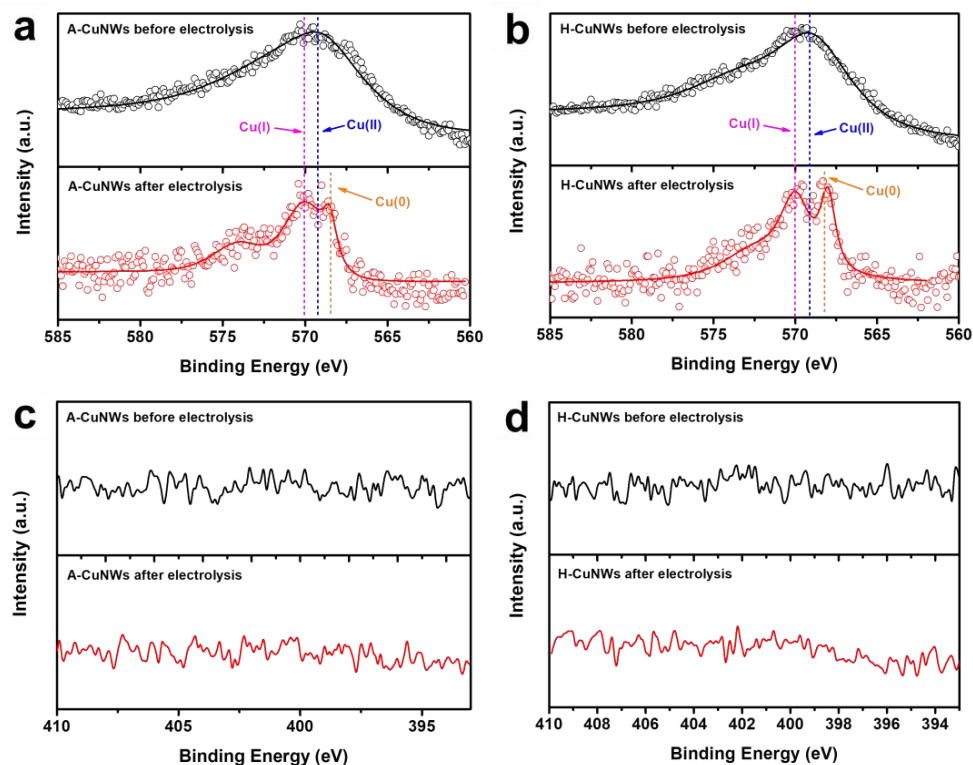 a
A-CuNWs before electrolysis
Cu(I)
Cu(II)
A-CuNWs after electrolysis
Cu(0)
Intensity (a.u.)
585 580 575 570 565 560
Binding Energy (eV)
b
H-CuNWs before electrolysis
Cu(I)
Cu(II)
H-CuNWs after electrolysis
Cu(0)
Intensity (a.u.)
585 580 575 570 565 560
Binding Energy (eV)
c
A-CuNWs before electrolysis
A-CuNWs after electrolysis
Intensity (a.u.)
410 405 400 395
Binding Energy (eV)
d
H-CuNWs before electrolysis
H-CuNWs after electrolysis
Intensity (a.u.)
410 408 406 404 402 400 398 396 394
Binding Energy (eV)